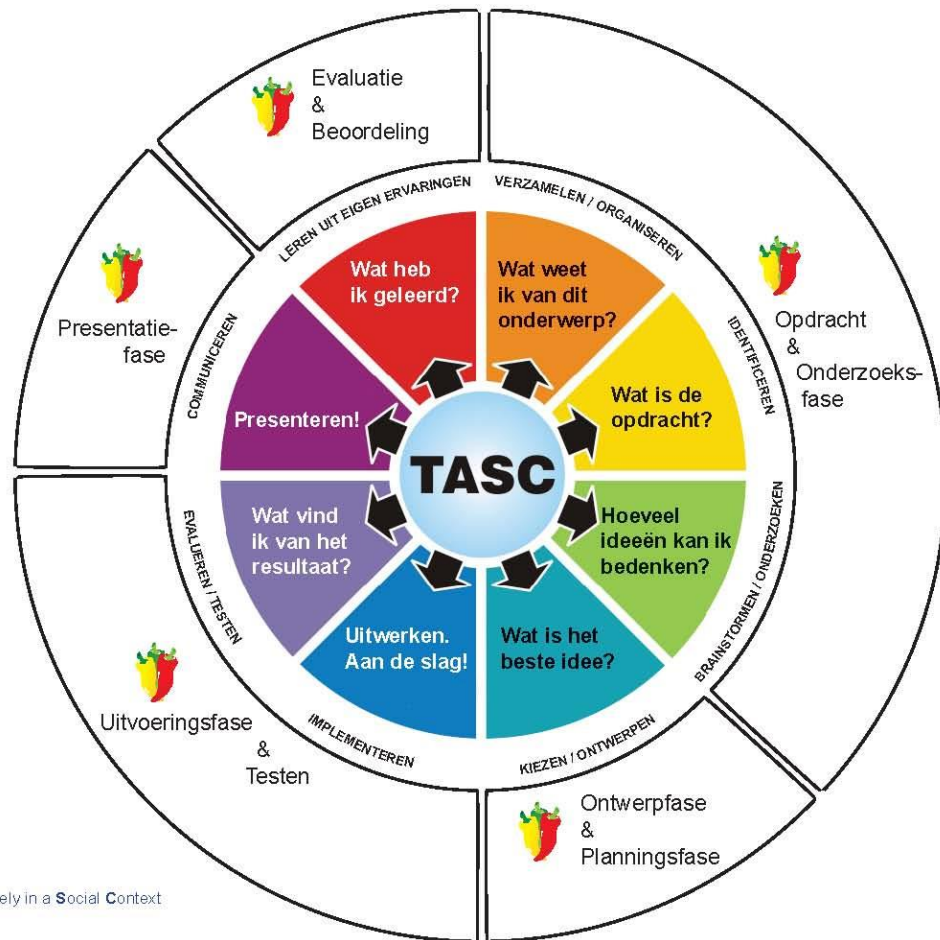 Evaluatie
&
Beoordeling
Opdracht
&
Onderzoeks-
fase
Ontwerpfase
&
Planningsfase
Uitvoeringsfase
&
Testen
Presentatie-
fase
LEREN UIT EIGEN ERVARINGEN
VERZAMELEN / ORGANISEREN
IDENTIFICEREN
BRAINSTORMEN / ONDERZOEKEN
KIEZEN / ONTWERPEN
IMPLEMENTEREN
EVALUEREN / TESTEN
COMMUNICEREN
Wat heb
ik geleerd?
Wat weet
ik van dit
onderwerp?
Wat is de
opdracht?
Hoeveel
ideeën kan ik
bedenken?
Wat is het
beste idee?
Uitwerken.
Aan de slag!
Wat vind
ik van het
resultaat?
Presenteren!
TASC
ely in a Social Context